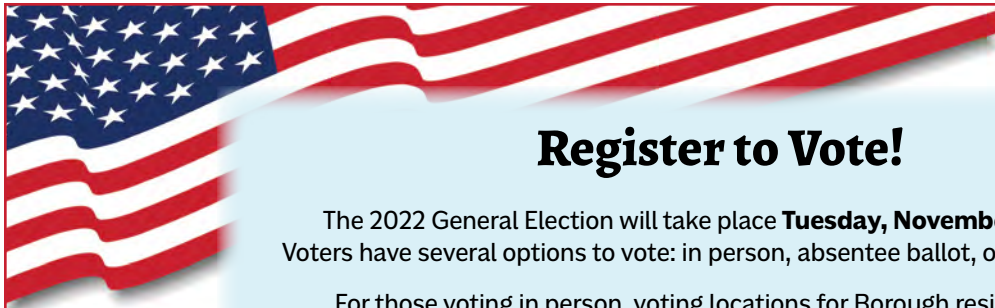 Register to Vote!
The 2022 General Election will take place Tuesday,
Voters have several options to vote: in person, absentee ballot,
For those voting in person, voting locations for Borough